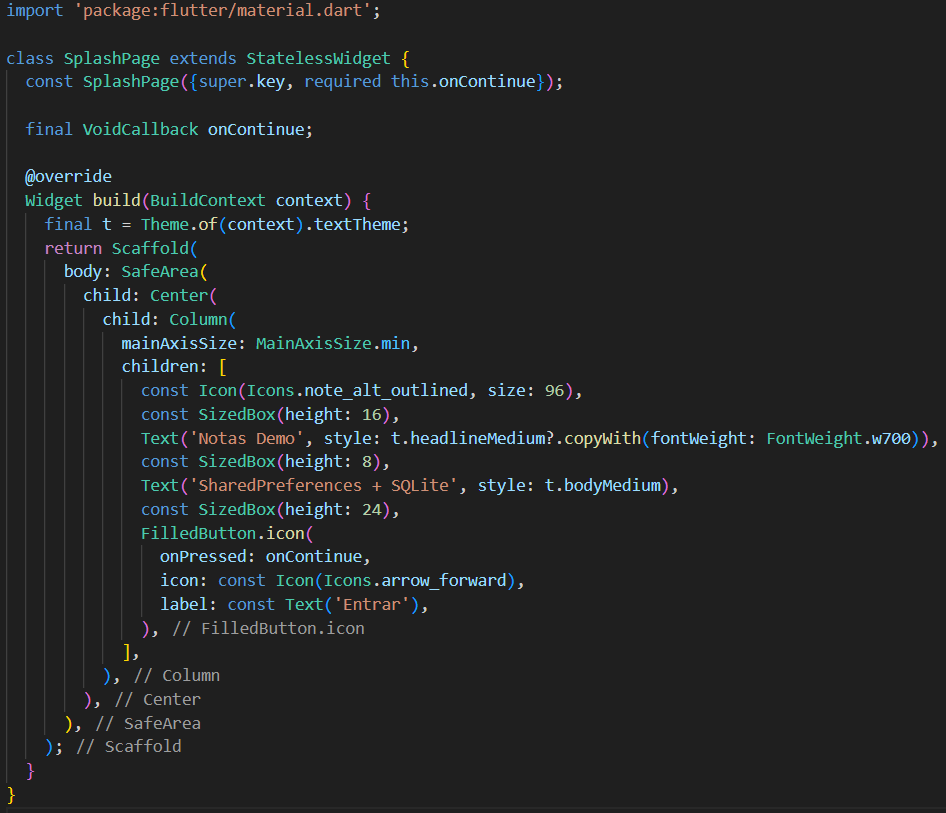 import 'package:flutter/material.dart';

class SplashPage extends StatelessWidget {
  const SplashPage({super.key, required this.onContinue});

  final VoidCallback onContinue;

  @override
  Widget build(BuildContext context) {
    final t = Theme.of(context).textTheme;
    return Scaffold(
      body: SafeArea(
        child: Center(
          child: Column(
            mainAxisSize: MainAxisSize.min,
            children: [
              const Icon(Icons.note_alt_outlined, size: 96),
              const SizedBox(height: 16),
              Text('Notas Demo', style: t.headlineMedium?.copyWith(fontWeight: FontWeight.w700)),
              const SizedBox(height: 8),
              Text('SharedPreferences + SQLite', style: t.bodyMedium),
              const SizedBox(height: 24),
              FilledButton.icon(
                onPressed: onContinue,
                icon: const Icon(Icons.arrow_forward),
                label: const Text('Entrar'),
              ), // FilledButton.icon
            ],
          ), // Column
        ), // Center
      ), // SafeArea
    ); // Scaffold
  }
}